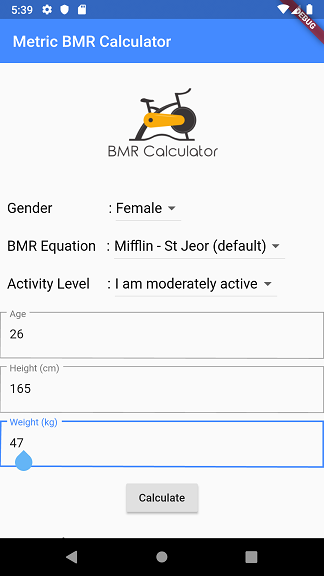 5:39
DEBUG
Metric BMR Calculator
BMR Calculator
Gender : Female
BMR Equation : Mifflin - St Jeor (default)
Activity Level : I am moderately active
Age
26
Height (cm)
165
Weight (kg)
47
Calculate